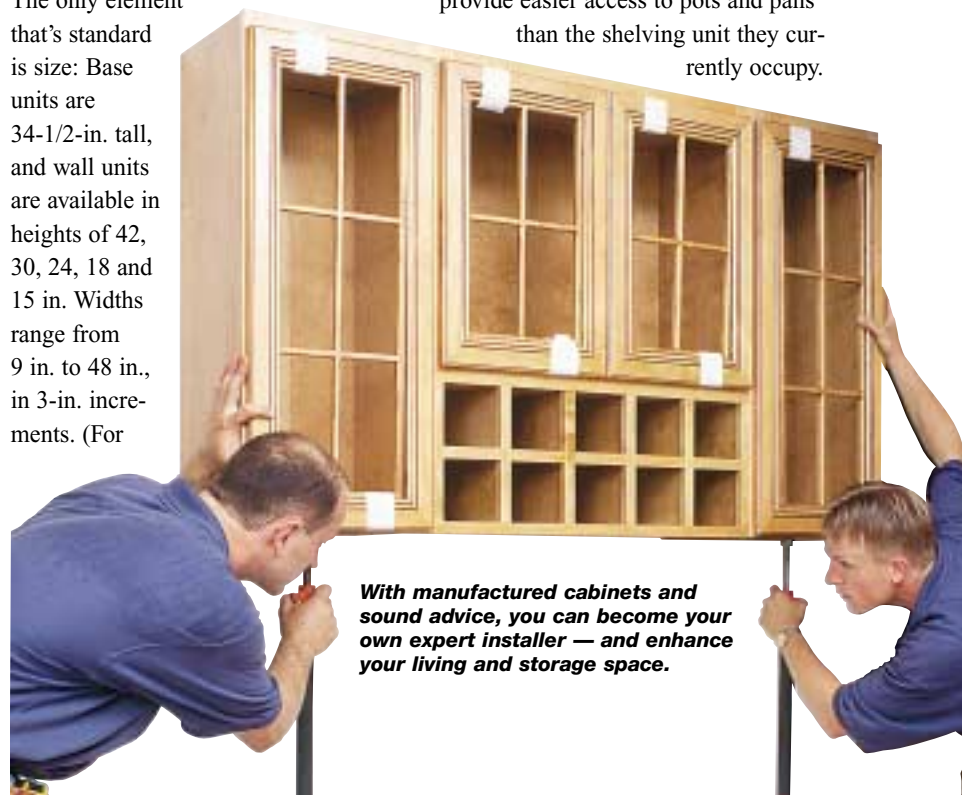 The only element
that's standard
is size: Base
units are
34-1/2-in. tall,
and wall units
are available in
heights of 42,
30, 24, 18 and
15 in. Widths
range from
9 in. to 48 in.,
in 3-in. incre-
ments. (For
provide easier access to pots and pans
than the shelving unit they cur-
rently occupy.
With manufactured cabinets and
sound advice, you can become your
own expert installer — and enhance
your living and storage space.